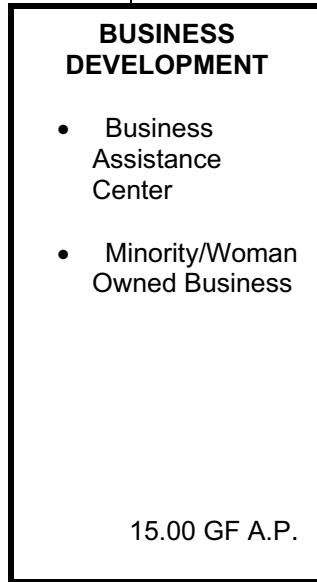 BUSINESS
DEVELOPMENT
• Business
Assistance
Center
• Minority/Woman
Owned Business
15.00 GF A.P.